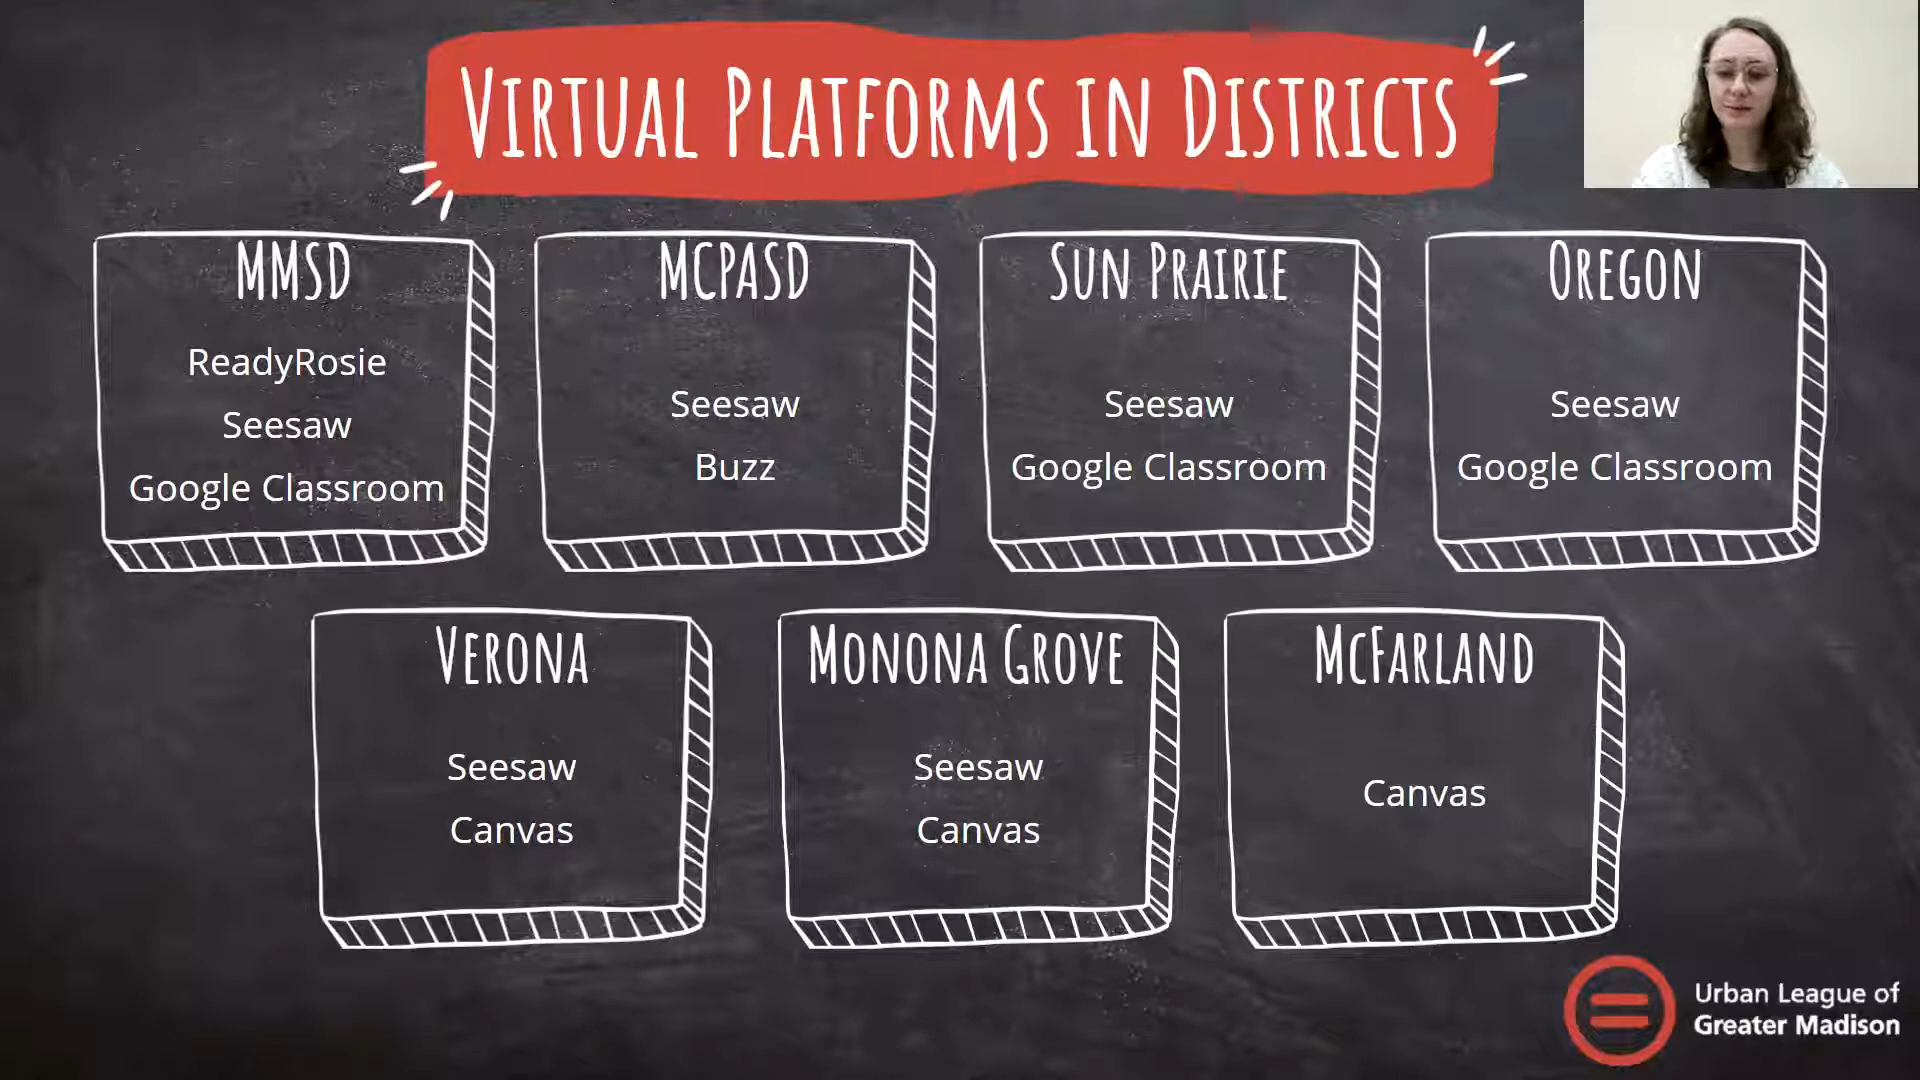 VIRTUAL PLATFORMS IN DISTRICTS
MMSD
ReadyRosie
Seesaw
Google Classroom
MCPASD
Seesaw
Buzz
SUN PRAIRIE
Seesaw
Google Classroom
OREGON
Seesaw
Google Classroom
VERONA
Seesaw
Canvas
MONONA GROVE
Seesaw
Canvas
MCFARLAND
Canvas
Urban League of
Greater Madison